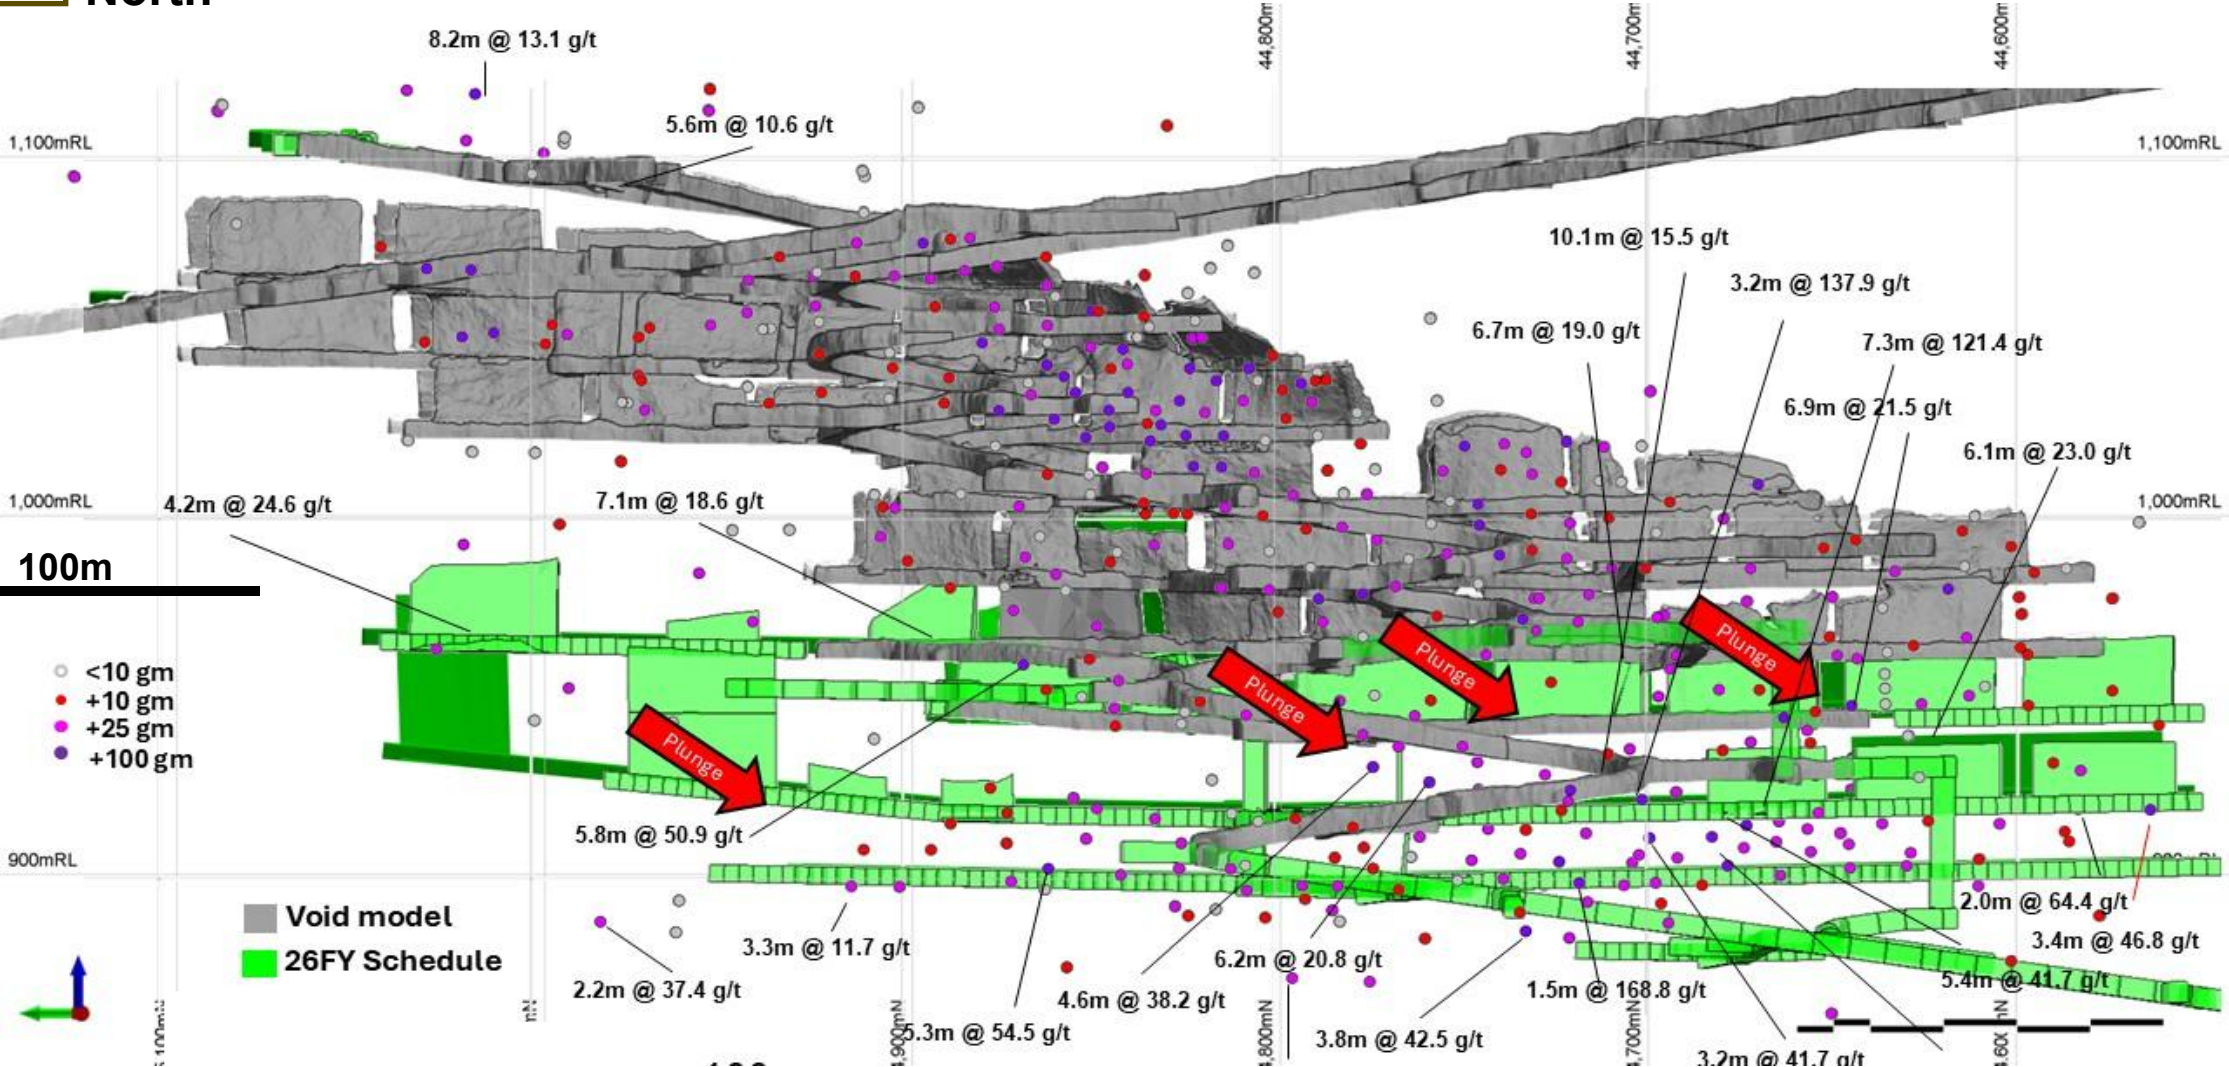 North
44,800m
44,700m
44,600m
8.2m @ 13.1 g/t
5.6m @ 10.6 g/t
1,100mRL
1,100mRL
10.1m @ 15.5 g/t
3.2m @ 137.9 g/t
6.7m @ 19.0 g/t
7.3m @ 121.4 g/t
6.9m @ 21.5 g/t
6.1m @ 23.0 g/t
4.2m @ 24.6 g/t
7.1m @ 18.6 g/t
1,000mRL
1,000mRL
100m
Plunge
Plunge
Plunge
Plunge
<10 gm
+10 gm
+25 gm
+100 gm
5.8m @ 50.9 g/t
900mRL
Void model
26FY Schedule
3.3m @ 11.7 g/t
2.2m @ 37.4 g/t
5.3m @ 54.5 g/t
4.6m @ 38.2 g/t
6.2m @ 20.8 g/t
3.8m @ 42.5 g/t
1.5m @ 168.8 g/t
2.0m @ 64.4 g/t
3.4m @ 46.8 g/t
5.4m @ 41.7 g/t
3.2m @ 41.7 g/t